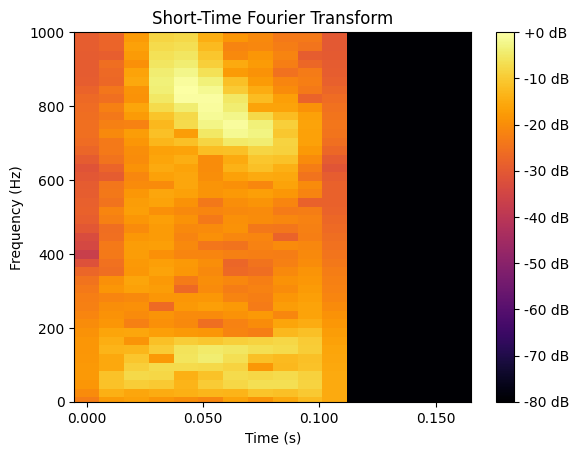 Short-Time Fourier Transform
1000
800
600
400
200
0
Frequency (Hz)
0.000
0.050
0.100
0.150
Time (s)
+0 dB
-10 dB
-20 dB
-30 dB
-40 dB
-50 dB
-60 dB
-70 dB
-80 dB